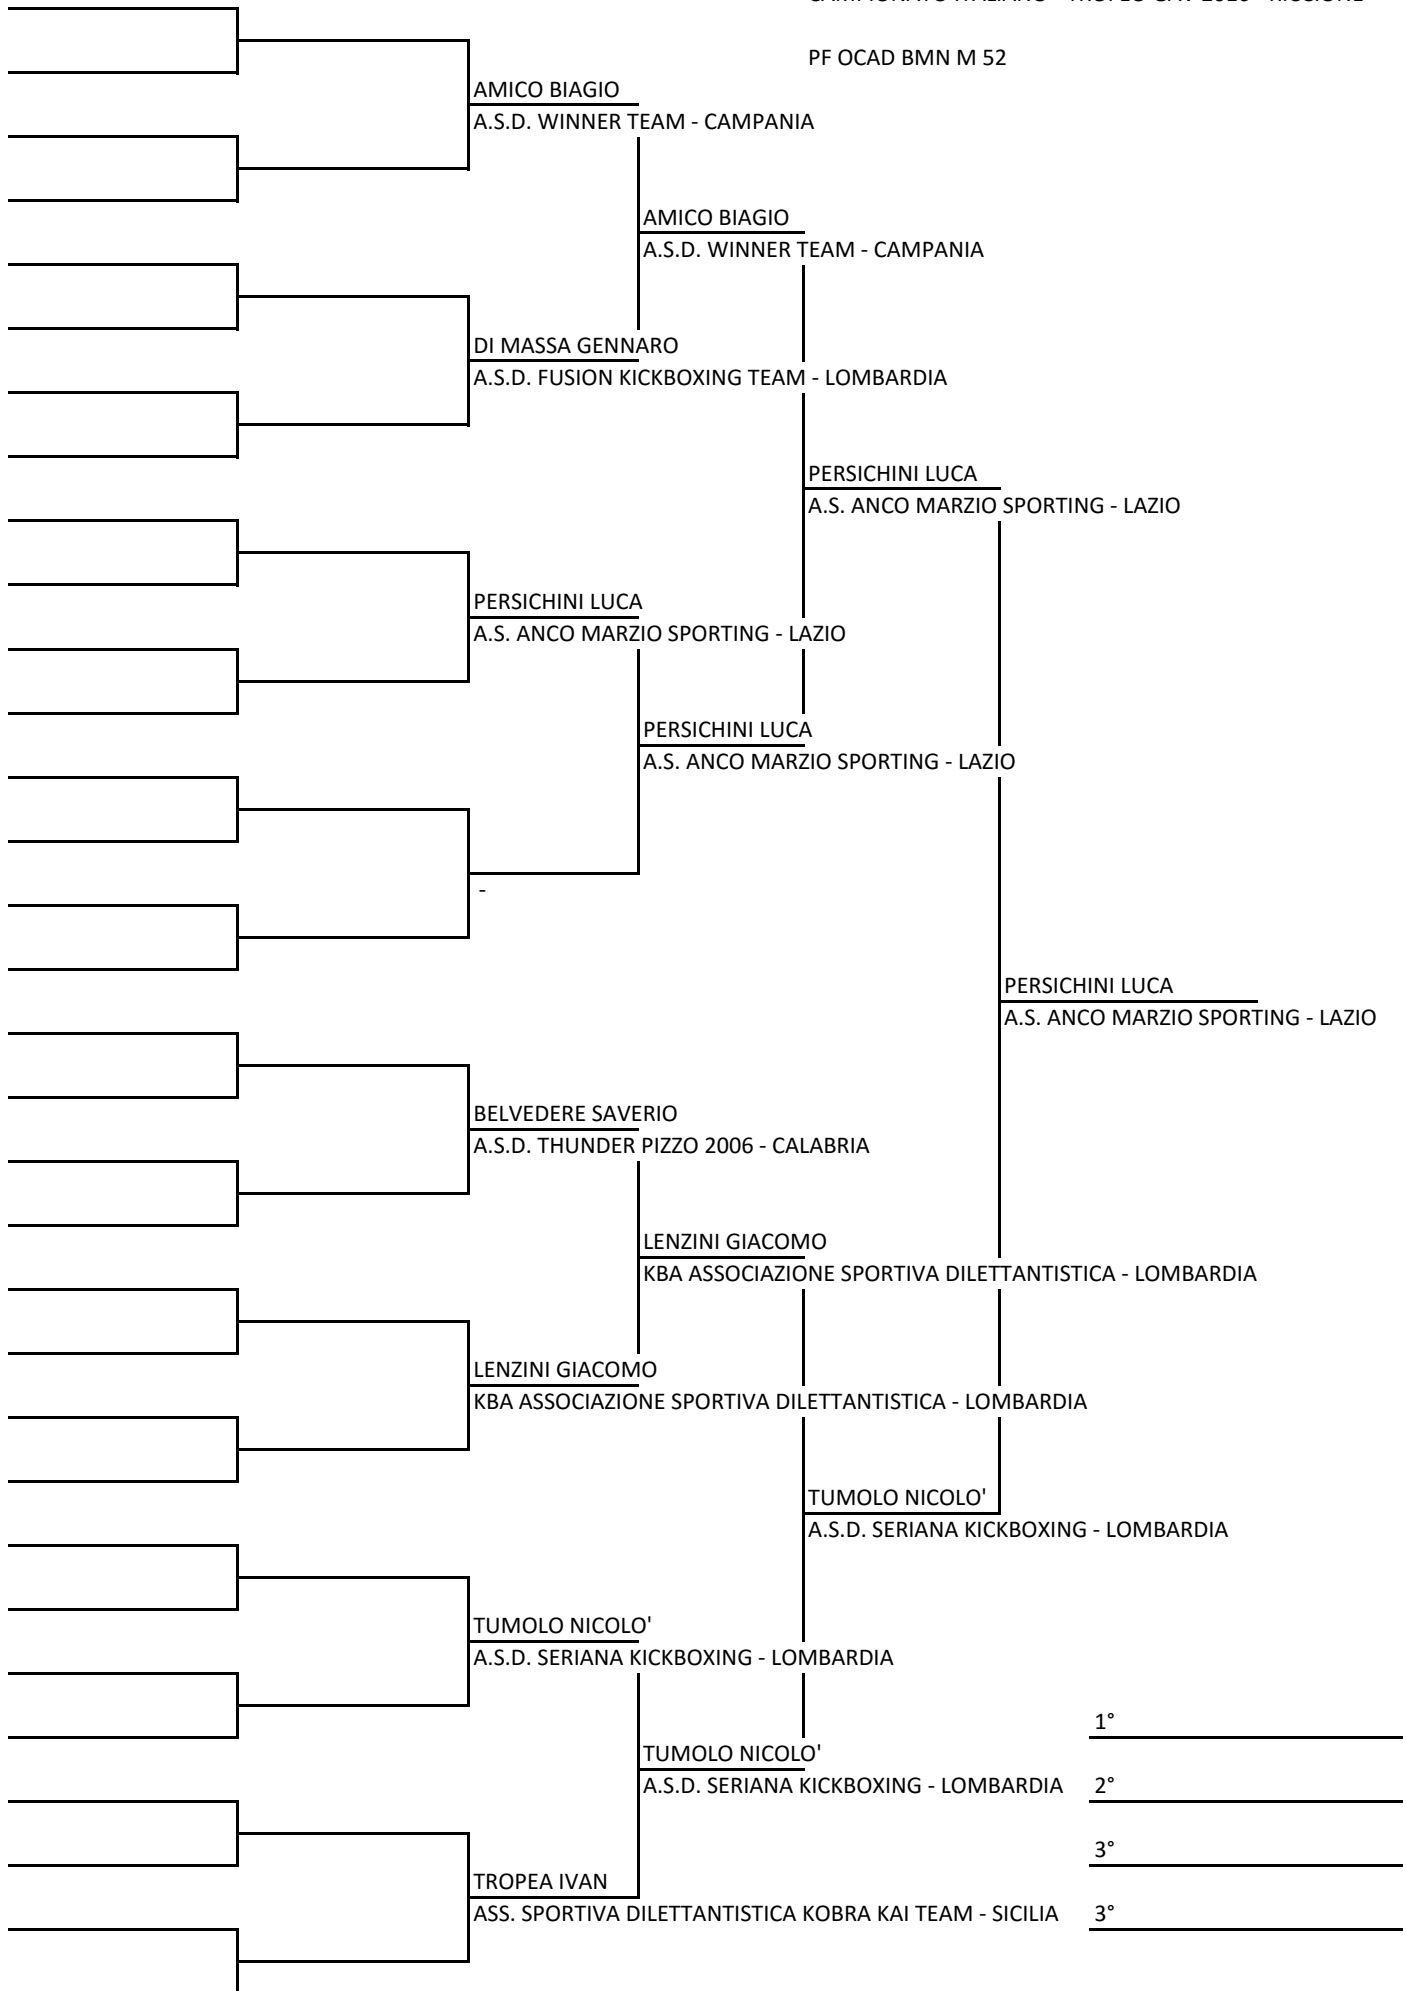 PF OCAD BMN M 52
AMICO BIAGIO
A.S.D. WINNER TEAM - CAMPANIA
AMICO BIAGIO
A.S.D. WINNER TEAM - CAMPANIA
DI MASSA GENNARO
A.S.D. FUSION KICKBOXING TEAM - LOMBARDIA
PERSICHINI LUCA
A.S. ANCO MARZIO SPORTING - LAZIO
PERSICHINI LUCA
A.S. ANCO MARZIO SPORTING - LAZIO
PERSICHINI LUCA
A.S. ANCO MARZIO SPORTING - LAZIO
-
PERSICHINI LUCA
A.S. ANCO MARZIO SPORTING - LAZIO
BELVEDERE SAVERIO
A.S.D. THUNDER PIZZO 2006 - CALABRIA
LENZINI GIACOMO
KBA ASSOCIAZIONE SPORTIVA DILETTANTISTICA - LOMBARDIA
LENZINI GIACOMO
KBA ASSOCIAZIONE SPORTIVA DILETTANTISTICA - LOMBARDIA
TUMOLO NICOLO'
A.S.D. SERIANA KICKBOXING - LOMBARDIA
TUMOLO NICOLO'
A.S.D. SERIANA KICKBOXING - LOMBARDIA
1°
TUMOLO NICOLO'
A.S.D. SERIANA KICKBOXING - LOMBARDIA
2°
3°
TROPEA IVAN
ASS. SPORTIVA DILETTANTISTICA KOBRA KAI TEAM - SICILIA
3°